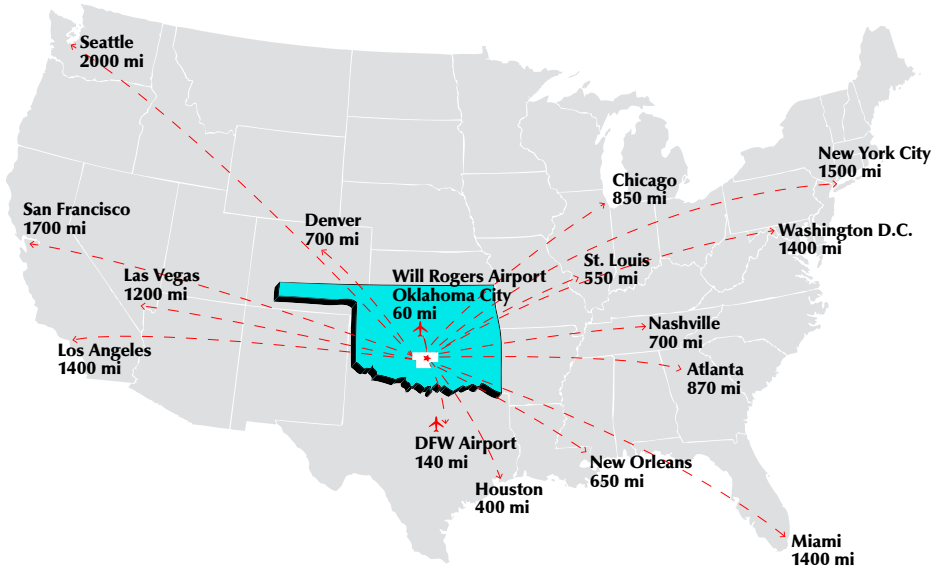 Seattle
2000 mi
New York City
1500 mi
Chicago
850 mi
San Francisco
1700 mi
Denver
700 mi
Washington D.C.
1400 mi
St. Louis
550 mi
Las Vegas
1200 mi
Will Rogers Airport
Oklahoma City
60 mi
Nashville
700 mi
Los Angeles
1400 mi
Atlanta
870 mi
DFW Airport
140 mi
New Orleans
650 mi
Houston
400 mi
Miami
1400 mi